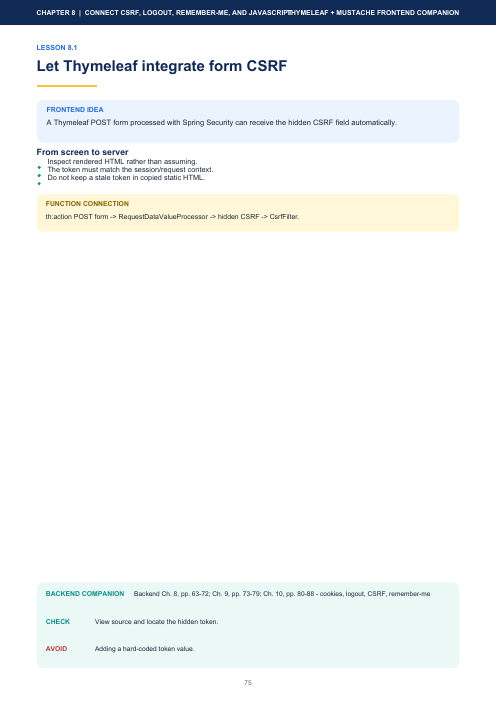 CHAPTER 8 | CONNECT CSRF, LOGOUT, REMEMBER-ME, AND JAVASCRIPT
THYMELEAF + MUSTACHE FRONTEND COMPANION
LESSON 8.1
Let Thymeleaf integrate form CSRF
FRONTEND IDEA
A Thymeleaf POST form processed with Spring Security can receive the hidden CSRF field automatically.
From screen to server
Inspect rendered HTML rather than assuming.
The token must match the session/request context.
Do not keep a stale token in copied static HTML.
FUNCTION CONNECTION
th:action POST form -> RequestDataValueProcessor -> hidden CSRF -> CsrfFilter.
BACKEND COMPANION Backend Ch. 8, pp. 63-72; Ch. 9, pp. 73-79; Ch. 10, pp. 80-88 - cookies, logout, CSRF, remember-me
CHECK View source and locate the hidden token.
AVOID Adding a hard-coded token value.
75